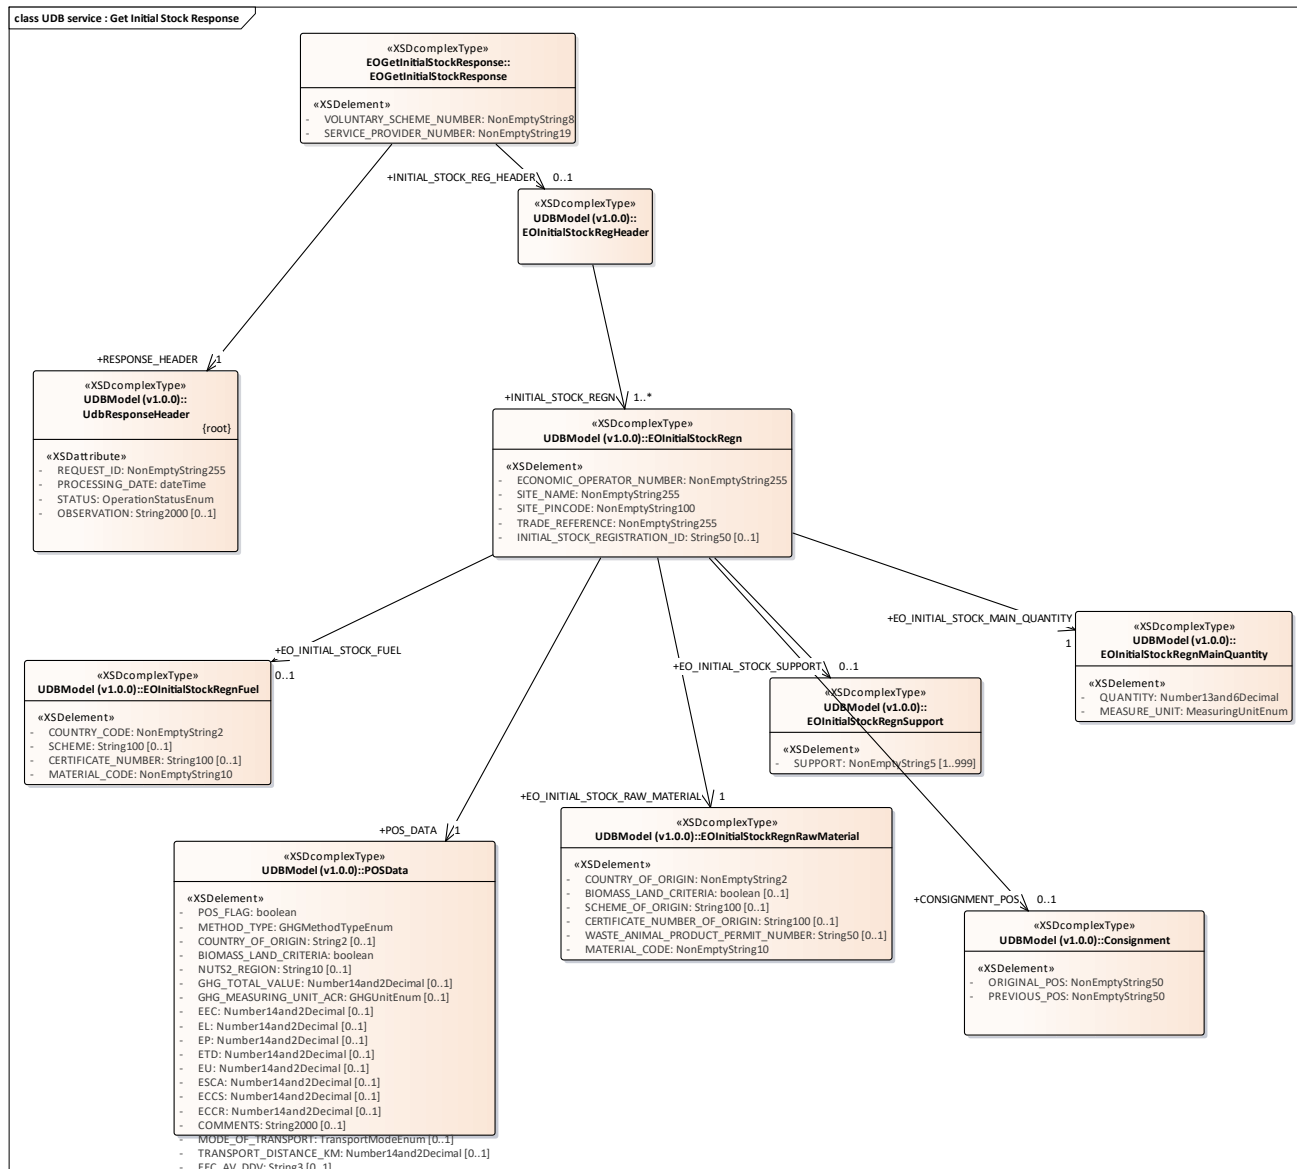 class UDB service : Get Initial Stock Response
«XSDcomplexType»
EOGetInitialStockResponse::
EOGetInitialStockResponse
«XSDelement»
- VOLUNTARY_SCHEME_NUMBER: NonEmptyString8
- SERVICE_PROVIDER_NUMBER: NonEmptyString19
+INITIAL_STOCK_REG_HEADER 0..1
«XSDcomplexType»
UDBModel (v1.0.0)::
EOInitialStockRegHeader
+RESPONSE_HEADER 1
«XSDcomplexType»
UDBModel (v1.0.0)::
UdbResponseHeader
{root}
«XSDattribute»
- REQUEST_ID: NonEmptyString255
- PROCESSING_DATE: dateTime
- STATUS: OperationStatusEnum
- OBSERVATION: String2000 [0..1]
+INITIAL_STOCK_REGN 1..*
«XSDcomplexType»
UDBModel (v1.0.0)::EOInitialStockRegn
«XSDelement»
- ECONOMIC_OPERATOR_NUMBER: NonEmptyString255
- SITE_NAME: NonEmptyString255
- SITE_PINCODE: NonEmptyString100
- TRADE_REFERENCE: NonEmptyString255
- INITIAL_STOCK_REGISTRATION_ID: String50 [0..1]
+EO_INITIAL_STOCK_MAIN_QUANTITY
1
«XSDcomplexType»
UDBModel (v1.0.0)::
EOInitialStockRegnMainQuantity
«XSDelement»
- QUANTITY: Number13and6Decimal
- MEASURE_UNIT: MeasuringUnitEnum
+EO_INITIAL_STOCK_FUEL
0..1
«XSDcomplexType»
UDBModel (v1.0.0)::EOInitialStockRegnFuel
«XSDelement»
- COUNTRY_CODE: NonEmptyString2
- SCHEME: String100 [0..1]
- CERTIFICATE_NUMBER: String100 [0..1]
- MATERIAL_CODE: NonEmptyString10
+EO_INITIAL_STOCK_SUPPORT 0..1
«XSDcomplexType»
UDBModel (v1.0.0)::
EOInitialStockRegnSupport
«XSDelement»
- SUPPORT: NonEmptyString5 [1..999]
+EO_INITIAL_STOCK_RAW_MATERIAL 1
«XSDcomplexType»
UDBModel (v1.0.0)::EOInitialStockRegnRawMaterial
«XSDelement»
- COUNTRY_OF_ORIGIN: NonEmptyString2
- BIOMASS_LAND_CRITERIA: boolean [0..1]
- SCHEME_OF_ORIGIN: String100 [0..1]
- CERTIFICATE_NUMBER_OF_ORIGIN: String100 [0..1]
- WASTE_ANIMAL_PRODUCT_PERMIT_NUMBER: String50 [0..1]
- MATERIAL_CODE: NonEmptyString10
+POS_DATA 1
«XSDcomplexType»
UDBModel (v1.0.0)::POSData
«XSDelement»
- POS_FLAG: boolean
- METHOD_TYPE: GHGMethodTypeEnum
- COUNTRY_OF_ORIGIN: String2 [0..1]
- BIOMASS_LAND_CRITERIA: boolean
- NUTS2_REGION: String10 [0..1]
- GHG_TOTAL_VALUE: Number14and2Decimal [0..1]
- GHG_MEASURING_UNIT_ACR: GHGUnitEnum [0..1]
- EEC: Number14and2Decimal [0..1]
- EL: Number14and2Decimal [0..1]
- EP: Number14and2Decimal [0..1]
- ETD: Number14and2Decimal [0..1]
- EU: Number14and2Decimal [0..1]
- ESCA: Number14and2Decimal [0..1]
- ECCS: Number14and2Decimal [0..1]
- ECCR: Number14and2Decimal [0..1]
- COMMENTS: String2000 [0..1]
- MODE_OF_TRANSPORT: TransportModeEnum [0..1]
- TRANSPORT_DISTANCE_KM: Number14and2Decimal [0..1]
- EEC_AV_DDV: String3 [0..1]
+CONSIGNMENT_POS 0..1
«XSDcomplexType»
UDBModel (v1.0.0)::Consignment
«XSDelement»
- ORIGINAL_POS: NonEmptyString50
- PREVIOUS_POS: NonEmptyString50